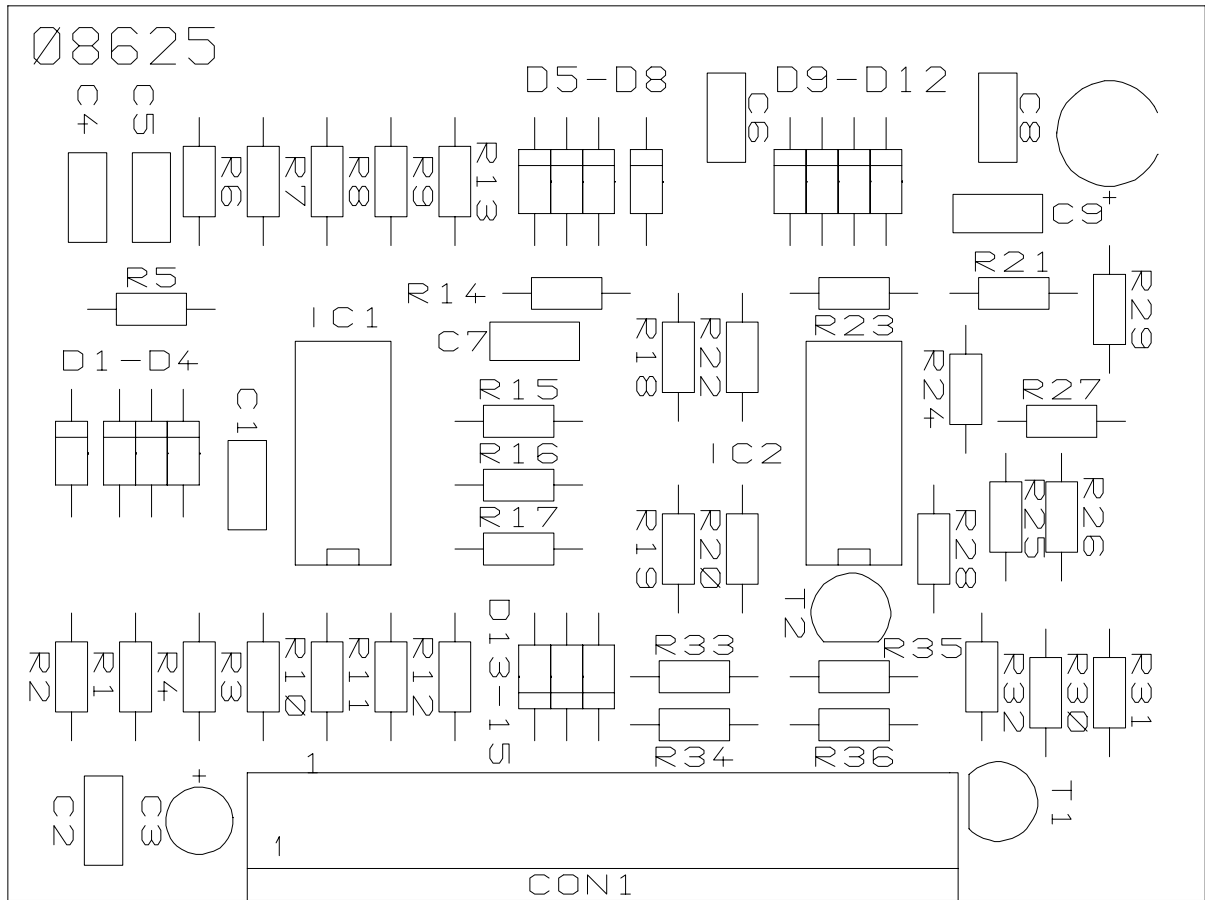 Ø8625
C4
C5
R6
R7
R8
R9
R13
D5-D8
C6
D9-D12
C8
+
C9
R5
R14
R21
R29
IC1
C7
R18
R22
R23
R24
R27
D1-D4
C1
R15
R16
R17
IC2
R19
R2Ø
R28
R25
R26
R2
R1
R4
R3
R1Ø
R11
R12
D13-15
T2
R33
R35
R34
R36
R32
R3Ø
R31
1
+
C2
C3
1
T1
CON1